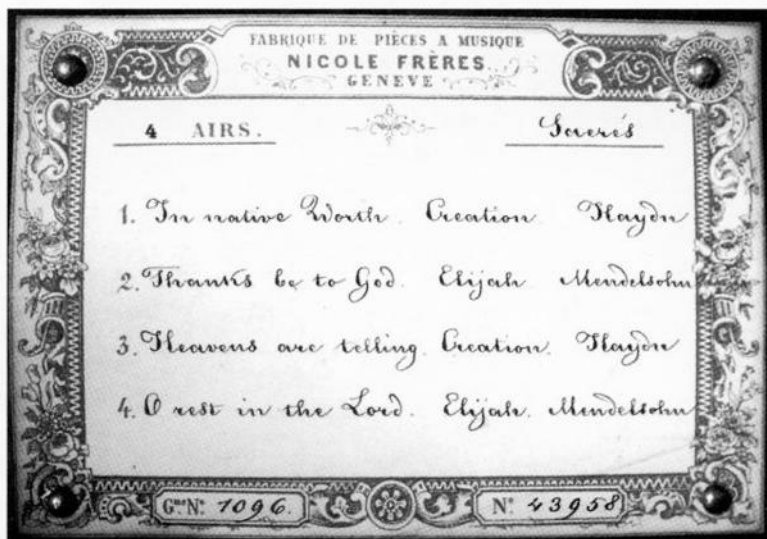 FABRIQUE DE PIÈCES A MUSIQUE
NICOLE FRÈRES
GENEVE
4 AIRS. Sacrés
1. In native Worth. Creation. Haydn
2. Thanks be to God. Elijah. Mendelsohn
3. Heavens are telling. Creation. Haydn
4. O rest in the Lord. Elijah. Mendelsohn
Gme No. 1096. No. 43958